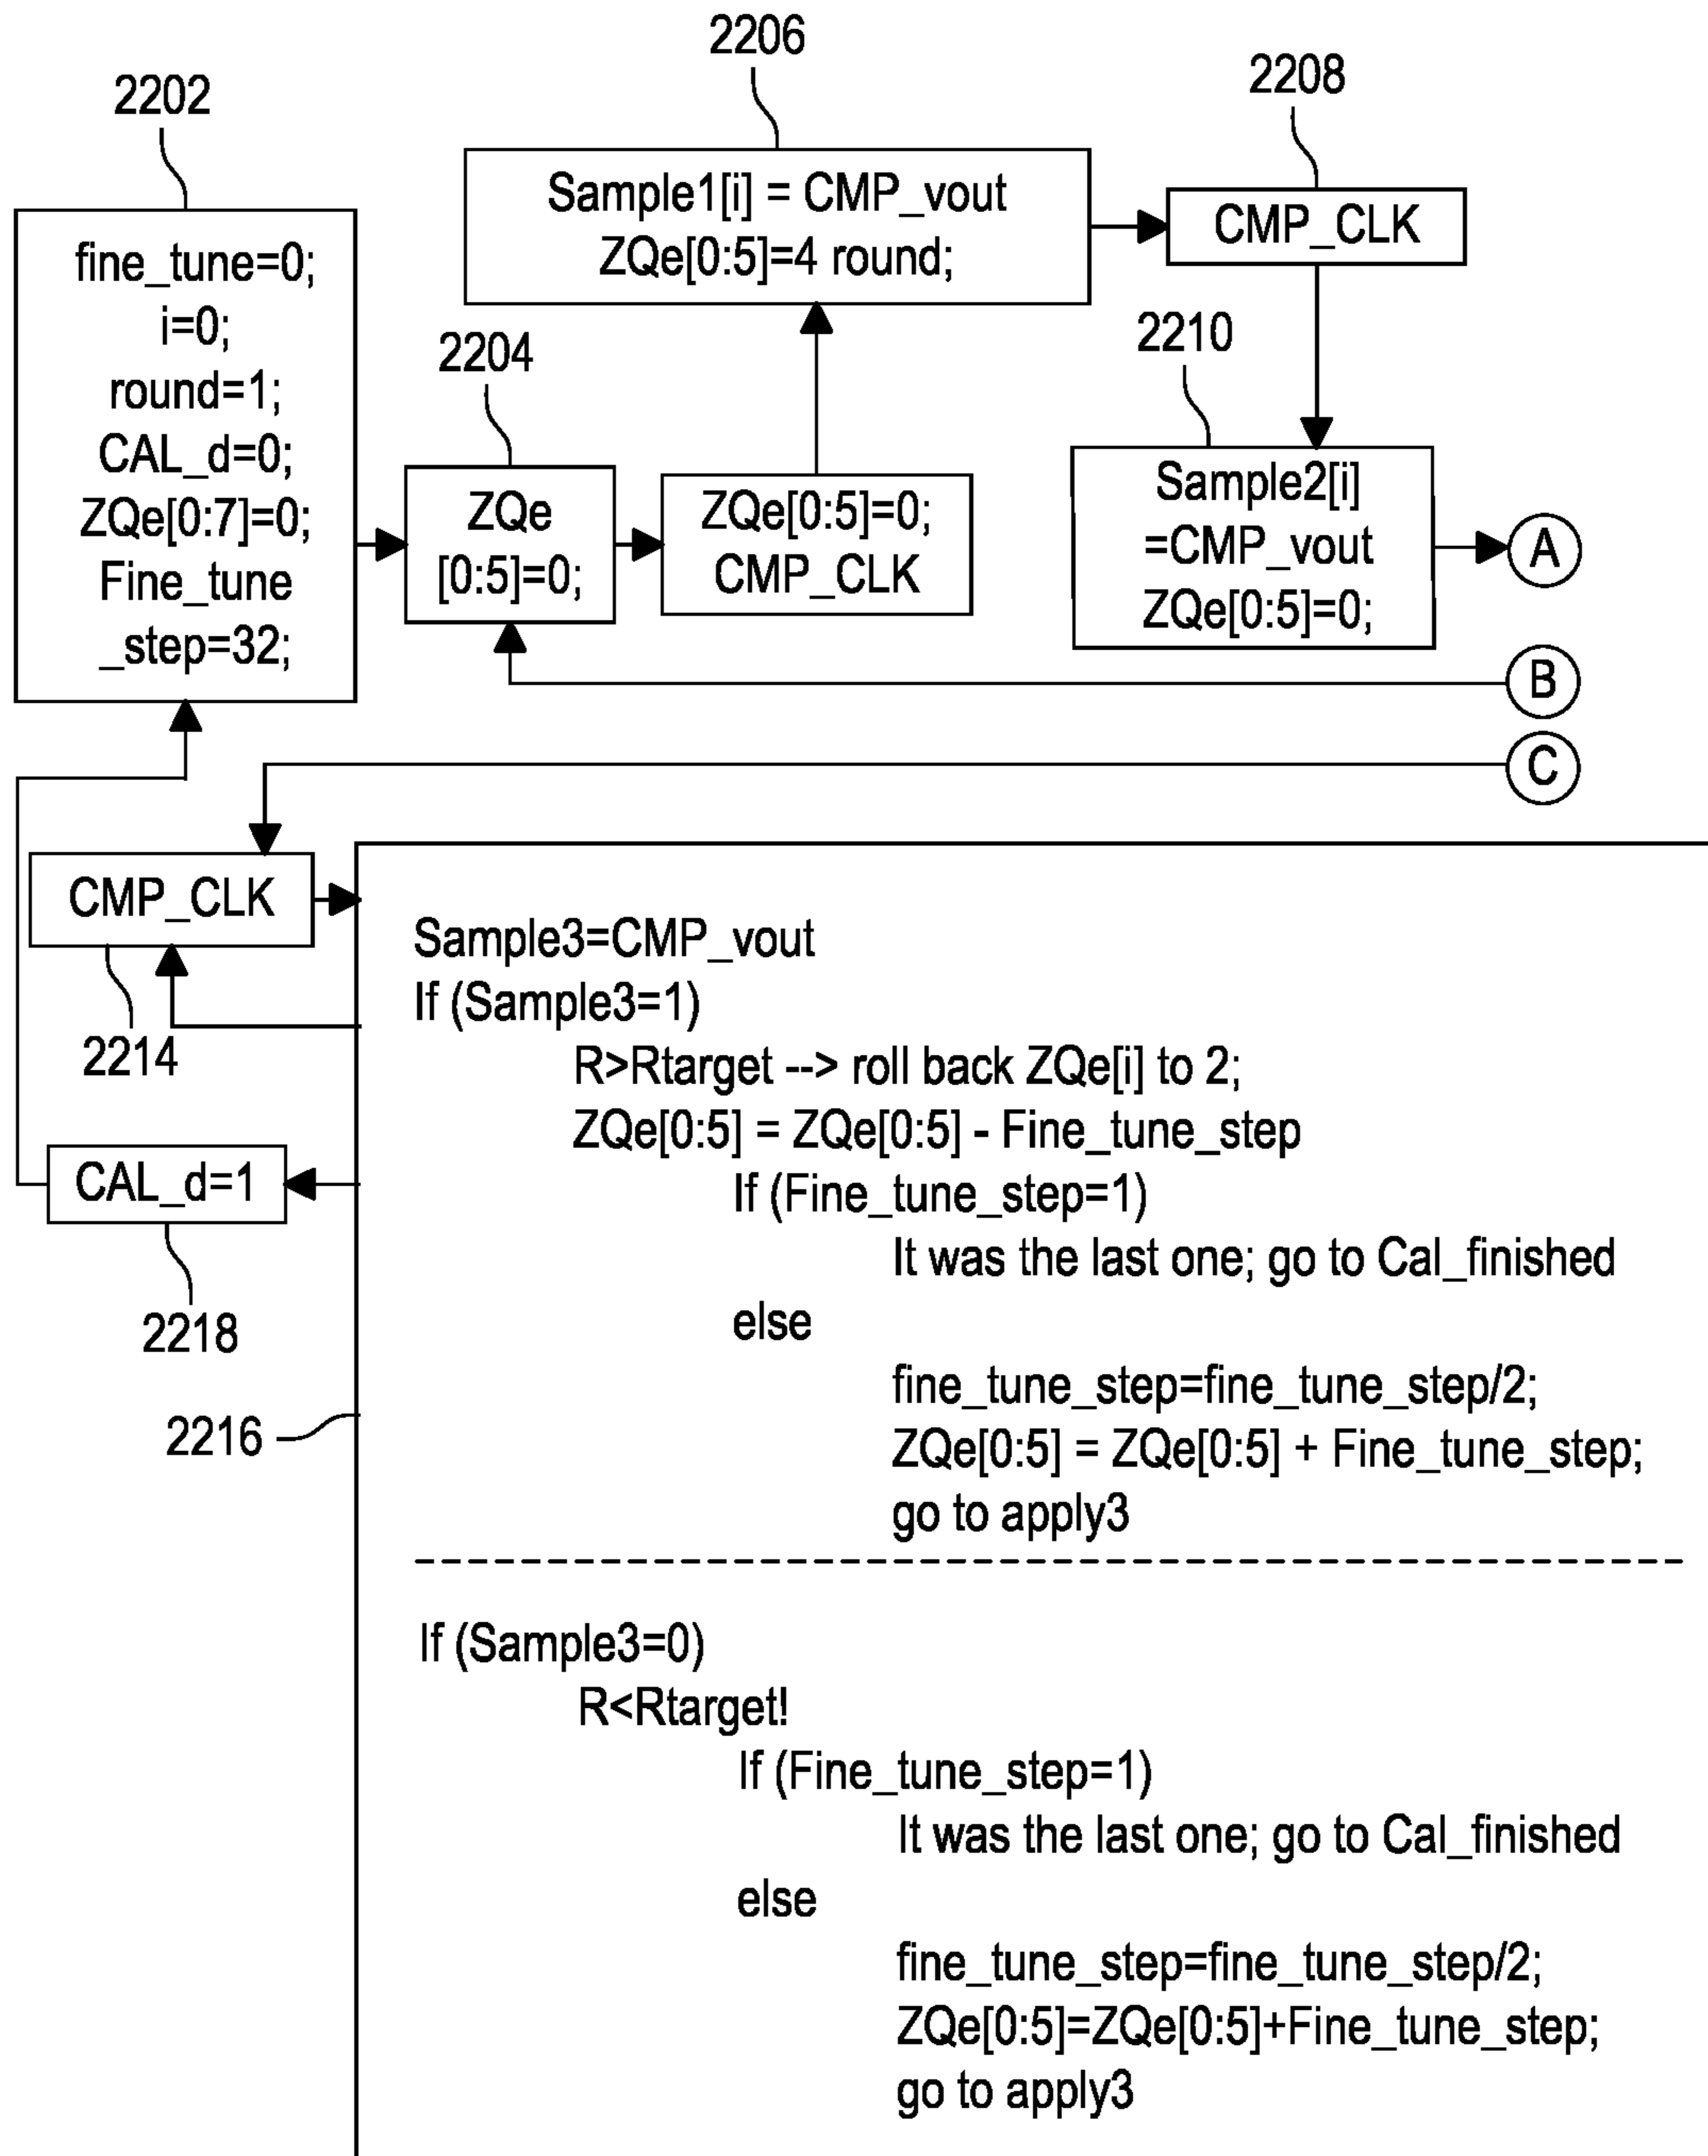 2202
fine_tune=0;
i=0;
round=1;
CAL_d=0;
ZQe[0:7]=0;
Fine_tune
_step=32;
2204
ZQe
[0:5]=0;
ZQe[0:5]=0;
CMP_CLK
2206
Sample1[i] = CMP_vout
ZQe[0:5]=4 round;
2208
CMP_CLK
2210
Sample2[i]
=CMP_vout
ZQe[0:5]=0;
A
B
C
CMP_CLK
2214
CAL_d=1
2218
2216
Sample3=CMP_vout
If (Sample3=1)
R>Rtarget --> roll back ZQe[i] to 2;
ZQe[0:5] = ZQe[0:5] - Fine_tune_step
If (Fine_tune_step=1)
It was the last one; go to Cal_finished
else
fine_tune_step=fine_tune_step/2;
ZQe[0:5] = ZQe[0:5] + Fine_tune_step;
go to apply3
If (Sample3=0)
R<Rtarget!
If (Fine_tune_step=1)
It was the last one; go to Cal_finished
else
fine_tune_step=fine_tune_step/2;
ZQe[0:5]=ZQe[0:5]+Fine_tune_step;
go to apply3